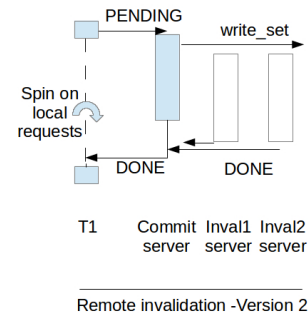 PENDING
write_set
Spin on
local
requests
DONE
DONE
T1
Commit
server
Inval1
server
Inval2
server
Remote invalidation -Version 2